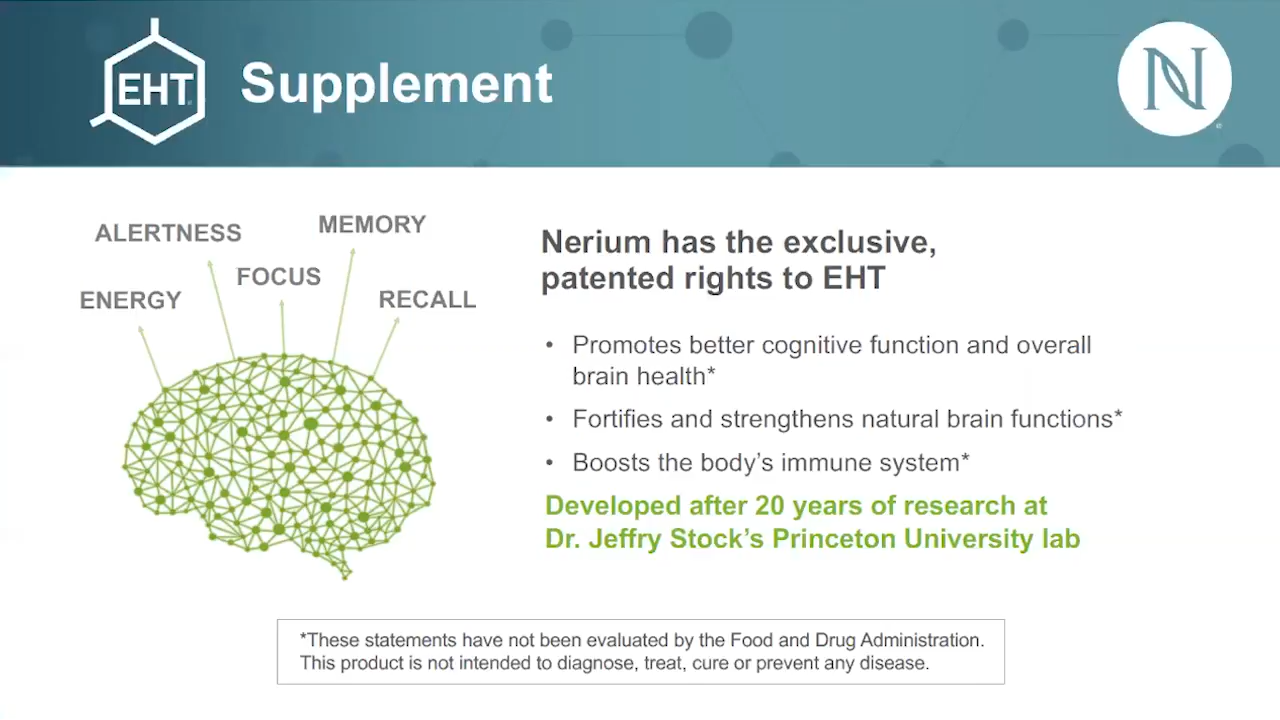 EHT
Supplement
N
ALERTNESS
MEMORY
FOCUS
ENERGY
RECALL
Nerium has the exclusive,
patented rights to EHT
• Promotes better cognitive function and overall
brain health*
• Fortifies and strengthens natural brain functions*
• Boosts the body's immune system*
Developed after 20 years of research at
Dr. Jeffry Stock's Princeton University lab
*These statements have not been evaluated by the Food and Drug Administration.
This product is not intended to diagnose, treat, cure or prevent any disease.